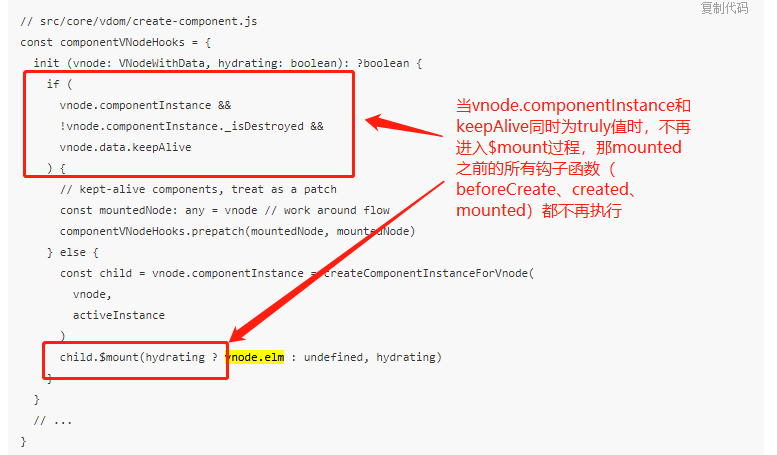 复制代码
// src/core/vdom/create-component.js
const componentVNodeHooks = {
init (vnode: VNodeWithData, hydrating: boolean): ?boolean {
if (
vnode.componentInstance &&
!vnode.componentInstance._isDestroyed &&
vnode.data.keepAlive
) {
// kept-alive components, treat as a patch
const mountedNode: any = vnode // work around flow
componentVNodeHooks.prepatch(mountedNode, mountedNode)
} else {
const child = vnode.componentInstance = createComponentInstanceForVnode(
vnode,
activeInstance
)
child.$mount(hydrating ? vnode.elm : undefined, hydrating)
}
}
// ...
}
当vnode.componentInstance和
keepAlive同时为truly值时，不再
进入$mount过程，那mounted
之前的所有钩子函数（
beforeCreate、created、
mounted）都不再执行